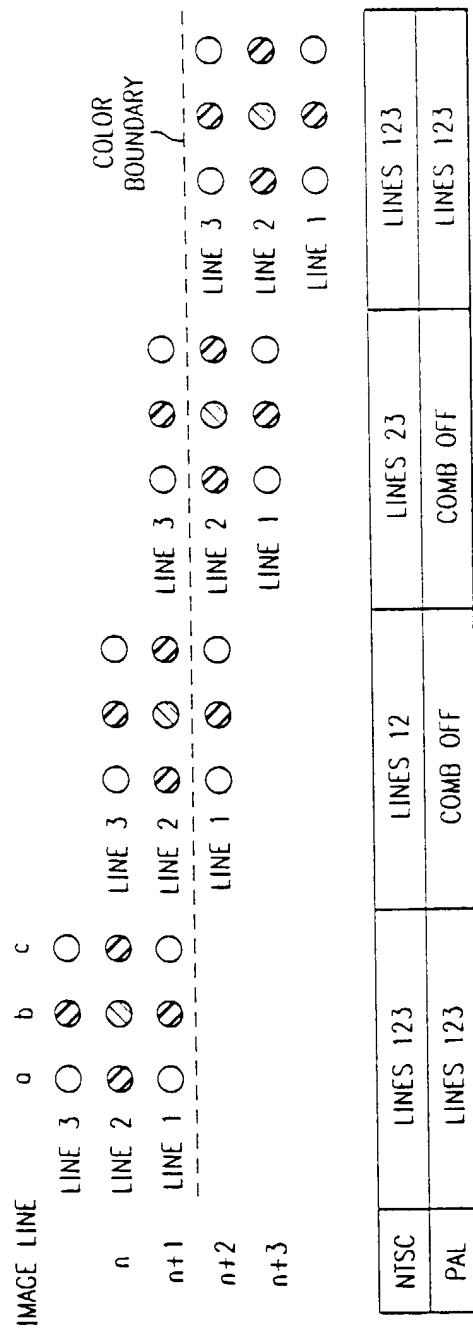 IMAGE LINE
a b c
LINE 3
n LINE 2
n+1 LINE 1
n+2
n+3
LINE 3
LINE 2
LINE 1
LINE 3
LINE 2
LINE 1
COLOR
BOUNDARY
LINE 3
LINE 2
LINE 1
NTSC LINES 123 LINES 12 LINES 23 LINES 123
PAL LINES 123 COMB OFF COMB OFF LINES 123